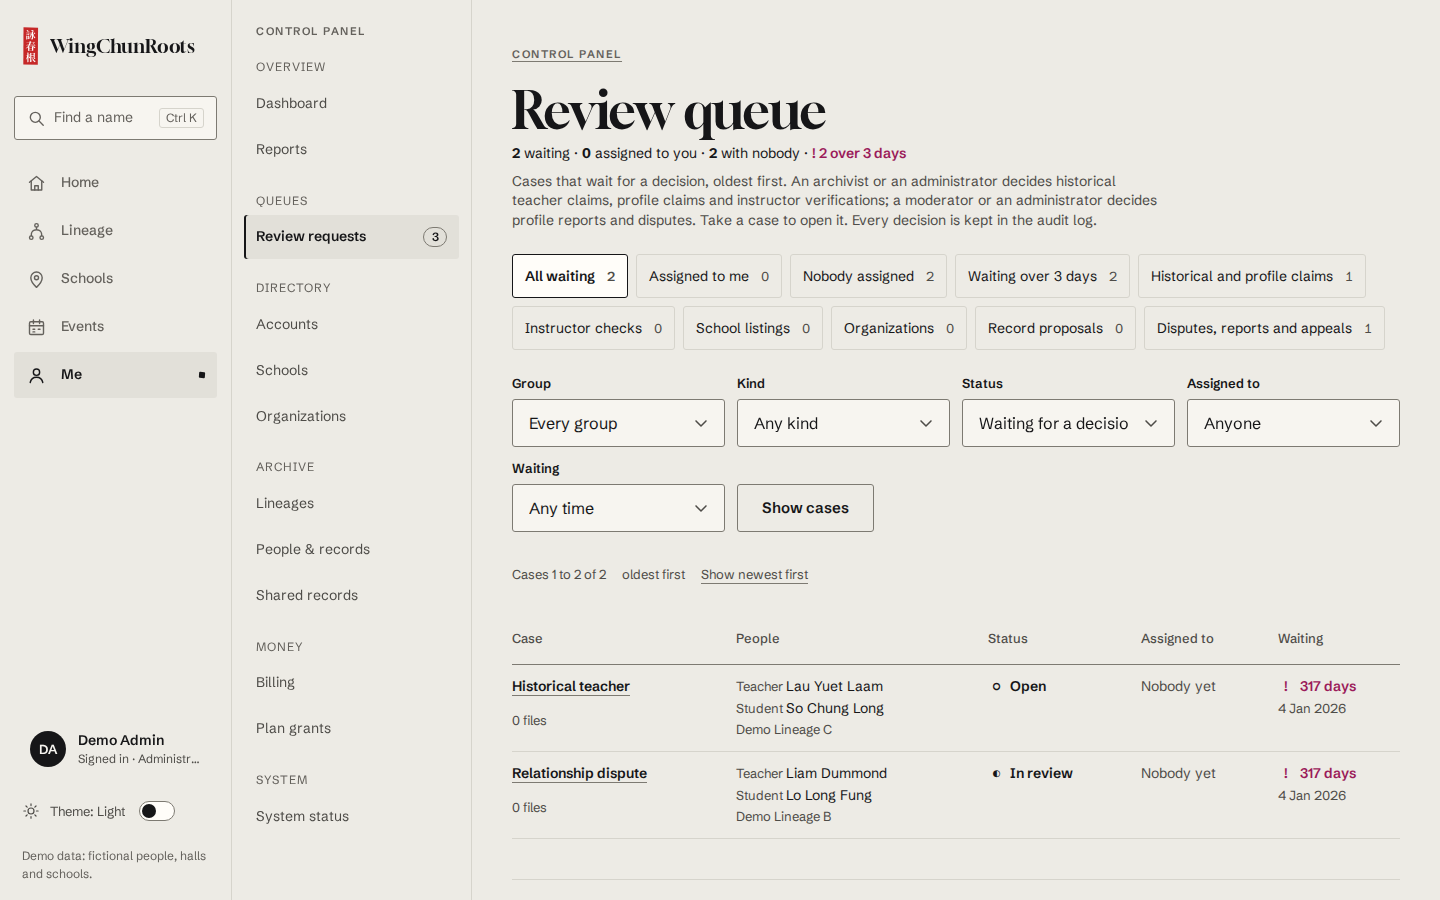 詠春根
WingChunRoots
Find a name
Ctrl K
Home
Lineage
Schools
Events
Me
DA
Demo Admin
Signed in · Administr...
Theme: Light
Demo data: fictional people, halls
and schools.
CONTROL PANEL
OVERVIEW
Dashboard
Reports
QUEUES
Review requests 3
DIRECTORY
Accounts
Schools
Organizations
ARCHIVE
Lineages
People & records
Shared records
MONEY
Billing
Plan grants
SYSTEM
System status
CONTROL PANEL
Review queue
2 waiting · 0 assigned to you · 2 with nobody · ! 2 over 3 days
Cases that wait for a decision, oldest first. An archivist or an administrator decides historical
teacher claims, profile claims and instructor verifications; a moderator or an administrator decides
profile reports and disputes. Take a case to open it. Every decision is kept in the audit log.
All waiting 2 Assigned to me 0 Nobody assigned 2 Waiting over 3 days 2 Historical and profile claims 1
Instructor checks 0 School listings 0 Organizations 0 Record proposals 0 Disputes, reports and appeals 1
Group Kind Status Assigned to
Every group Any kind Waiting for a decisio Anyone
Waiting
Any time Show cases
Cases 1 to 2 of 2 oldest first Show newest first
Case People Status Assigned to Waiting
Historical teacher Teacher Lau Yuet Laam Open Nobody yet ! 317 days
Student So Chung Long 4 Jan 2026
0 files
Demo Lineage C
Relationship dispute Teacher Liam Dummond In review Nobody yet ! 317 days
Student Lo Long Fung 4 Jan 2026
0 files
Demo Lineage B